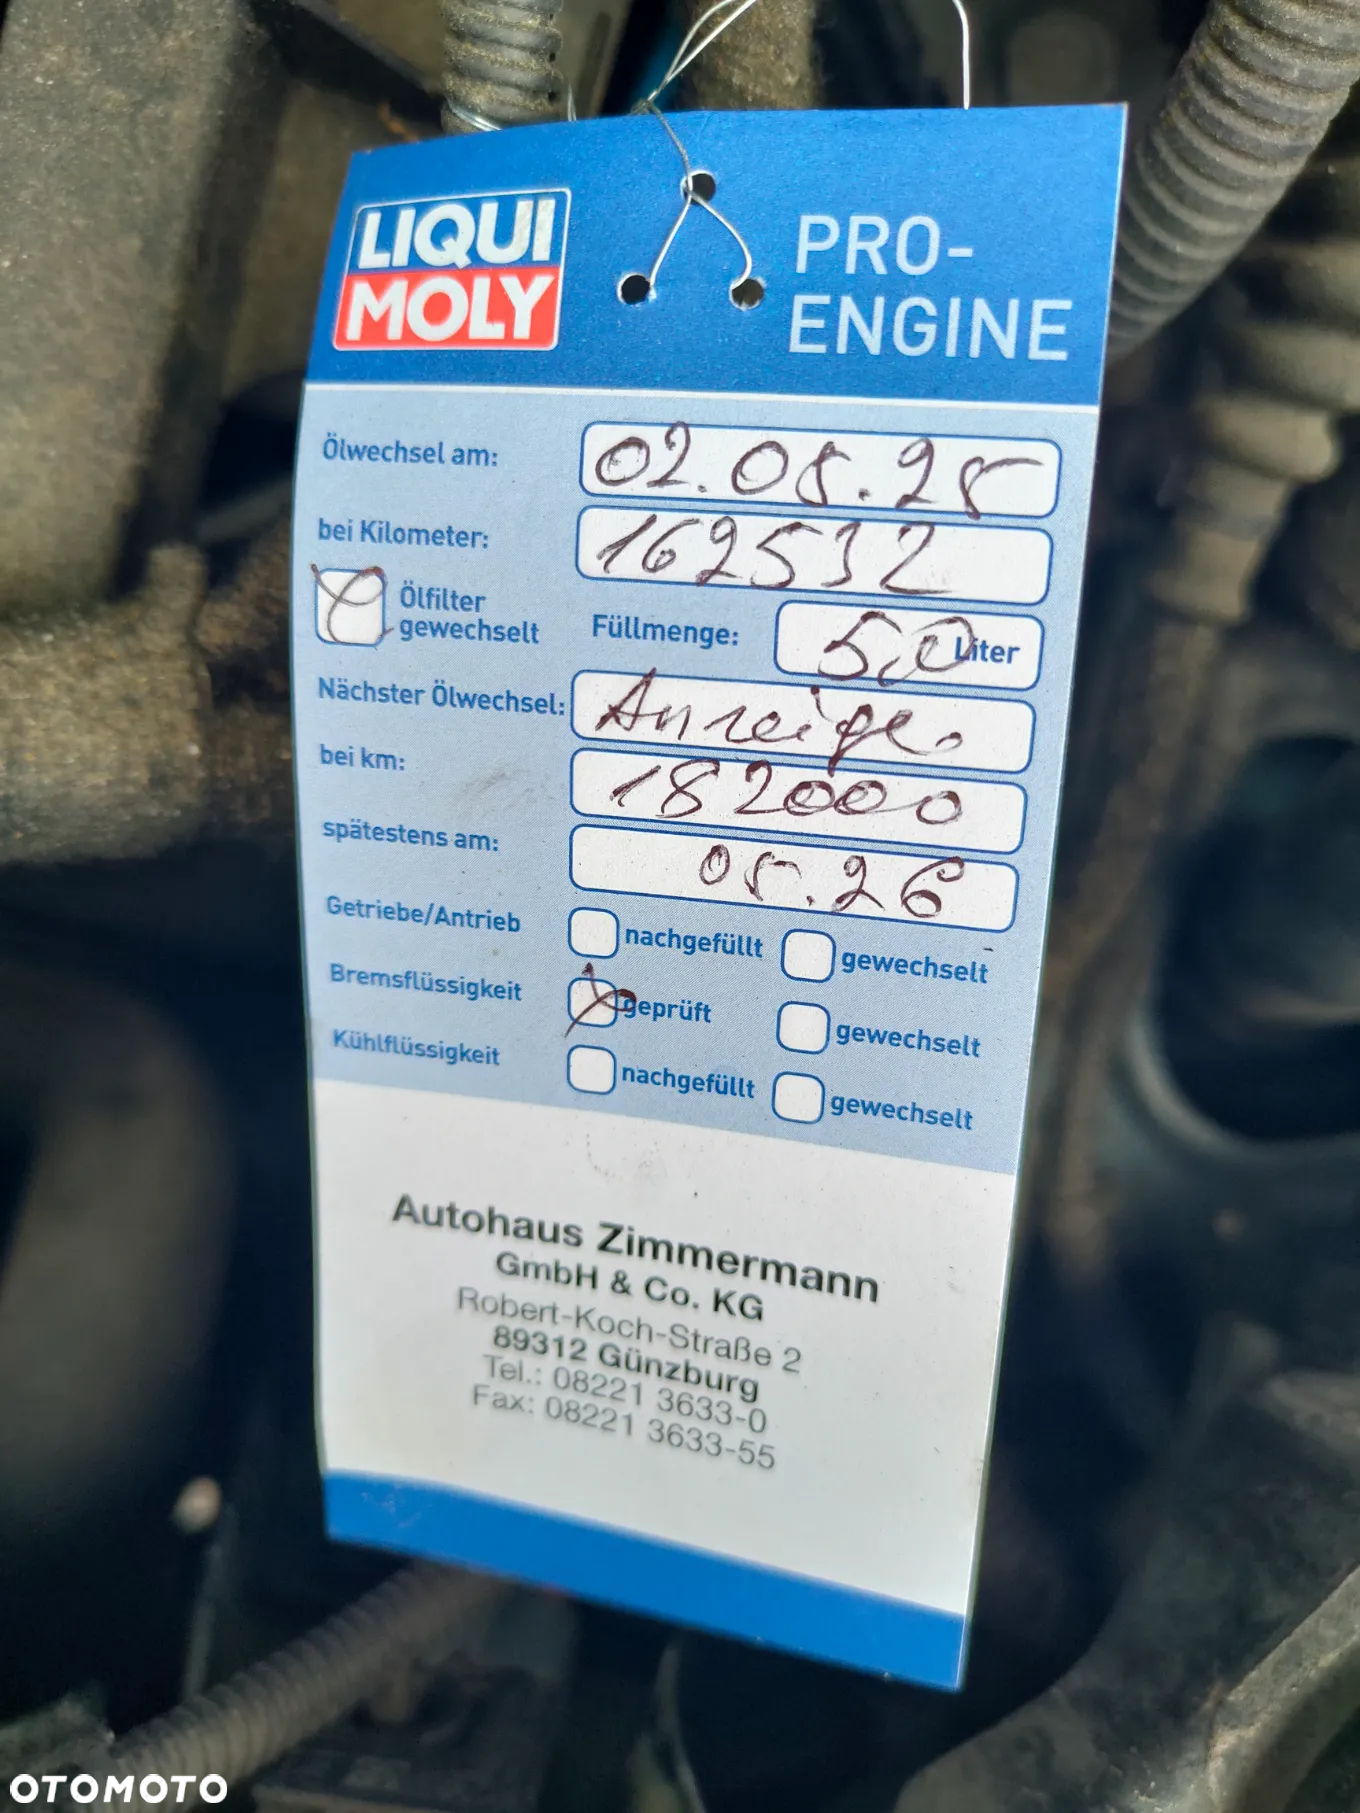 LIQUI
MOLY
PRO-
ENGINE
Ölwechsel am: 02.05.25
bei Kilometer: 162532
Ölfilter
gewechselt
Füllmenge: 5,0 Liter
Nächster Ölwechsel: Anzeige.
bei km: 182000
spätestens am: 05.26
Getriebe/Antrieb nachgefüllt gewechselt
Bremsflüssigkeit geprüft gewechselt
Kühlflüssigkeit nachgefüllt gewechselt
Autohaus Zimmermann
GmbH & Co. KG
Robert-Koch-Straße 2
89312 Günzburg
Tel.: 08221 3633-0
Fax: 08221 3633-55
OTOMOTO